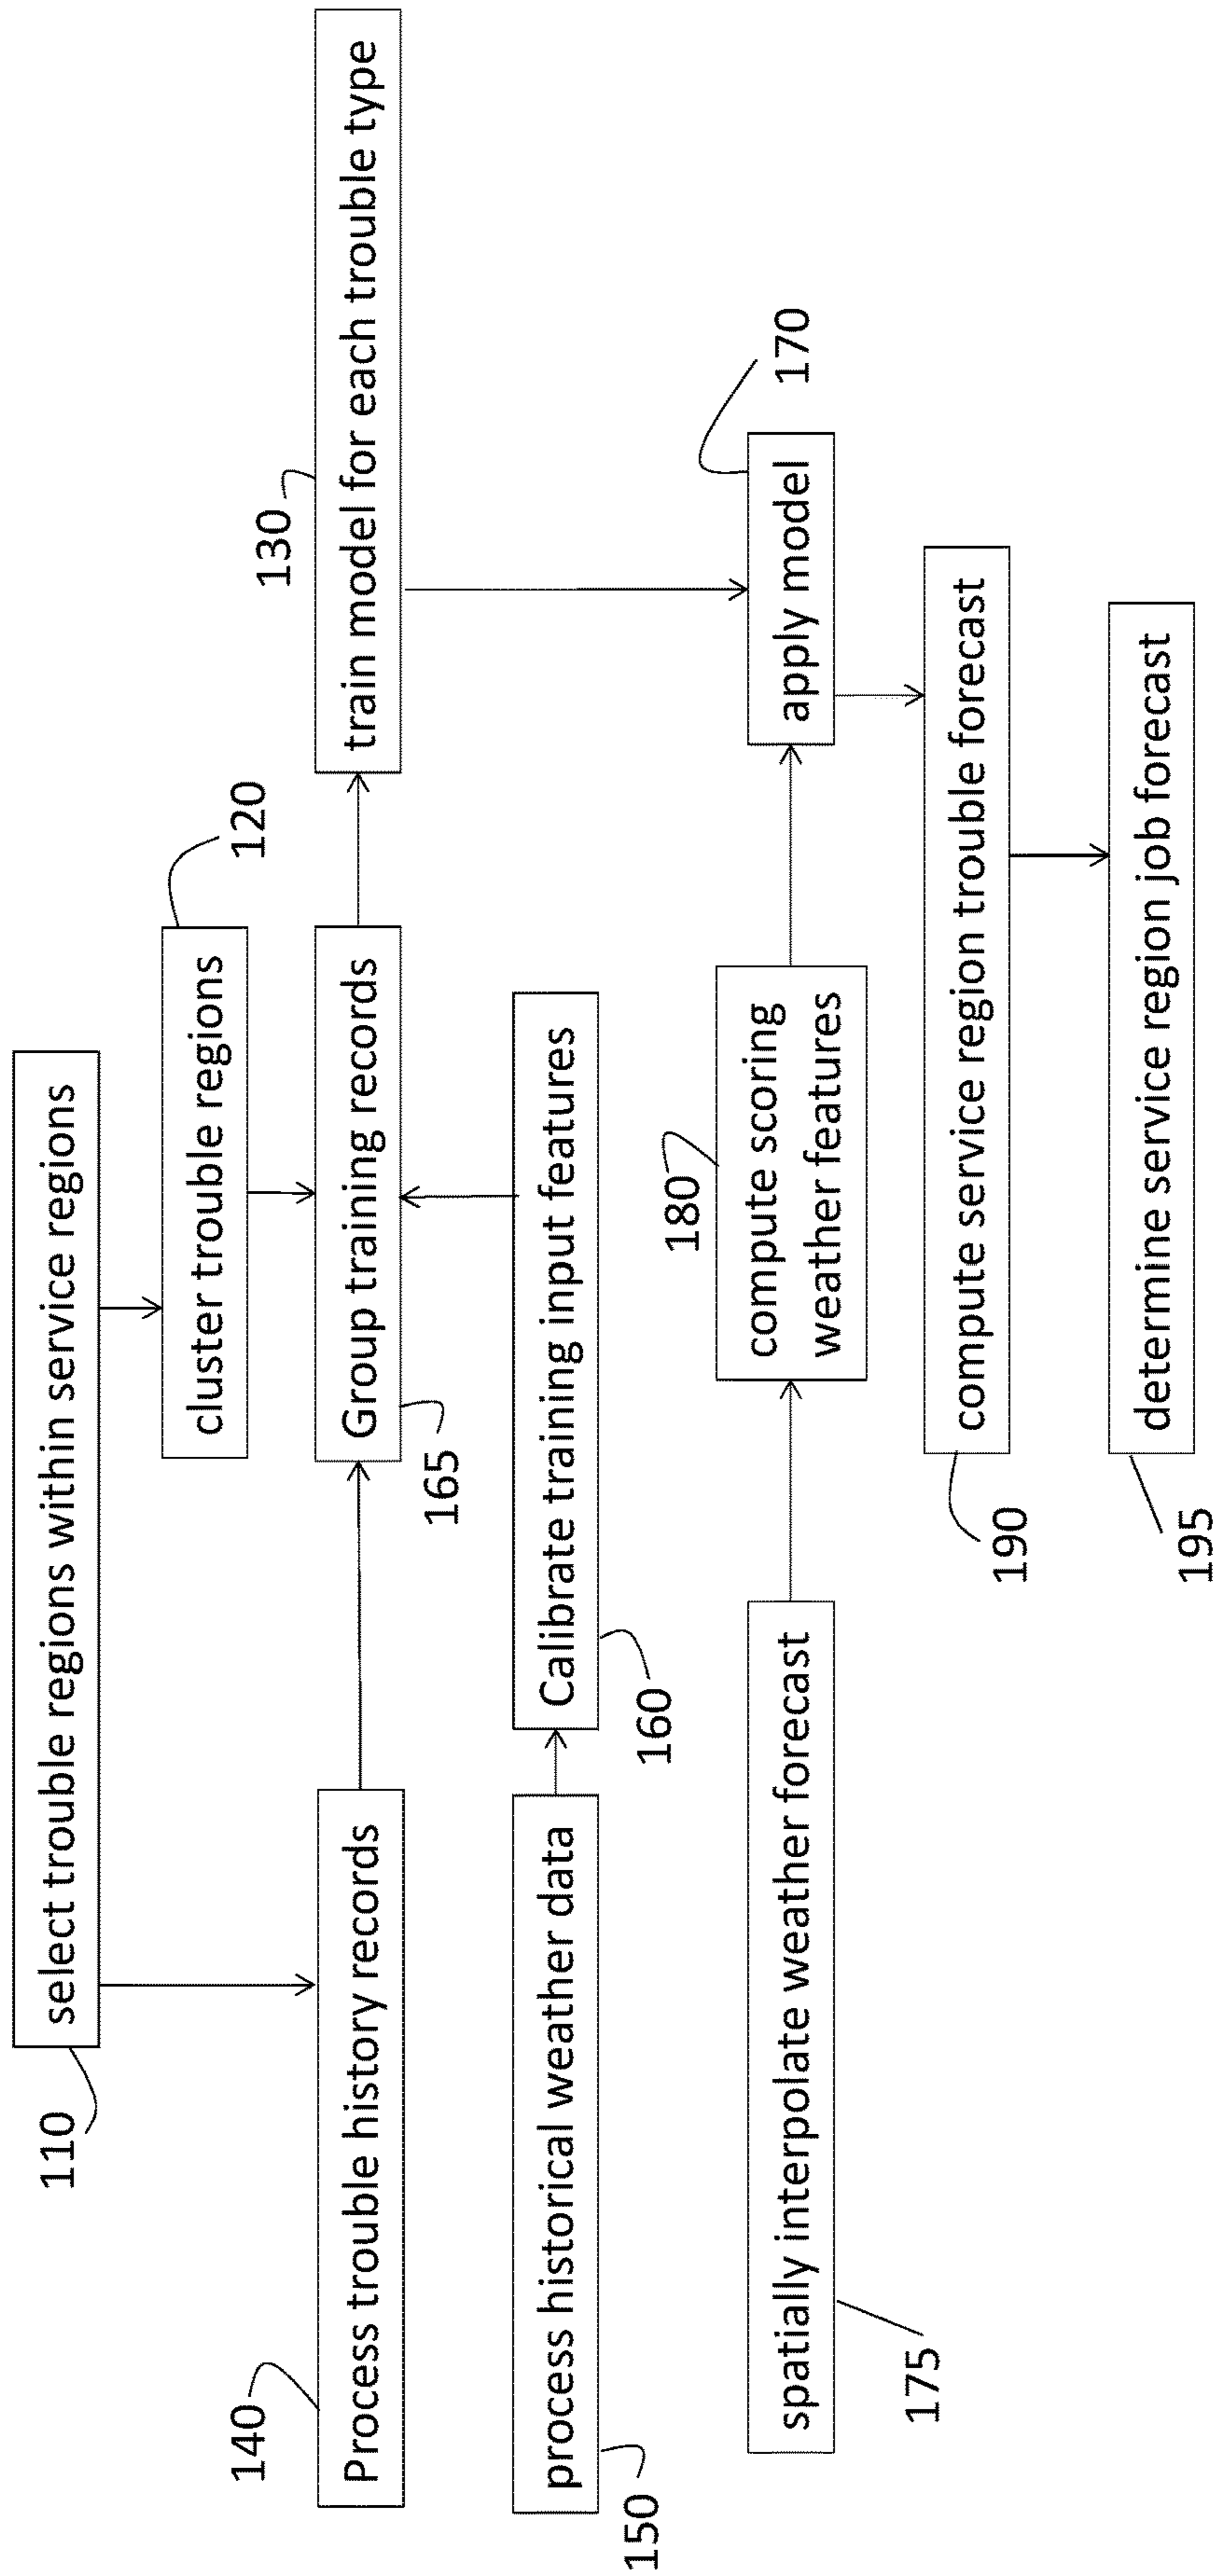 110
select trouble regions within service regions
120
cluster trouble regions
140
Process trouble history records
165
Group training records
130
train model for each trouble type
150
process historical weather data
160
Calibrate training input features
175
spatially interpolate weather forecast
180
compute scoring
weather features
170
apply model
190
compute service region trouble forecast
195
determine service region job forecast